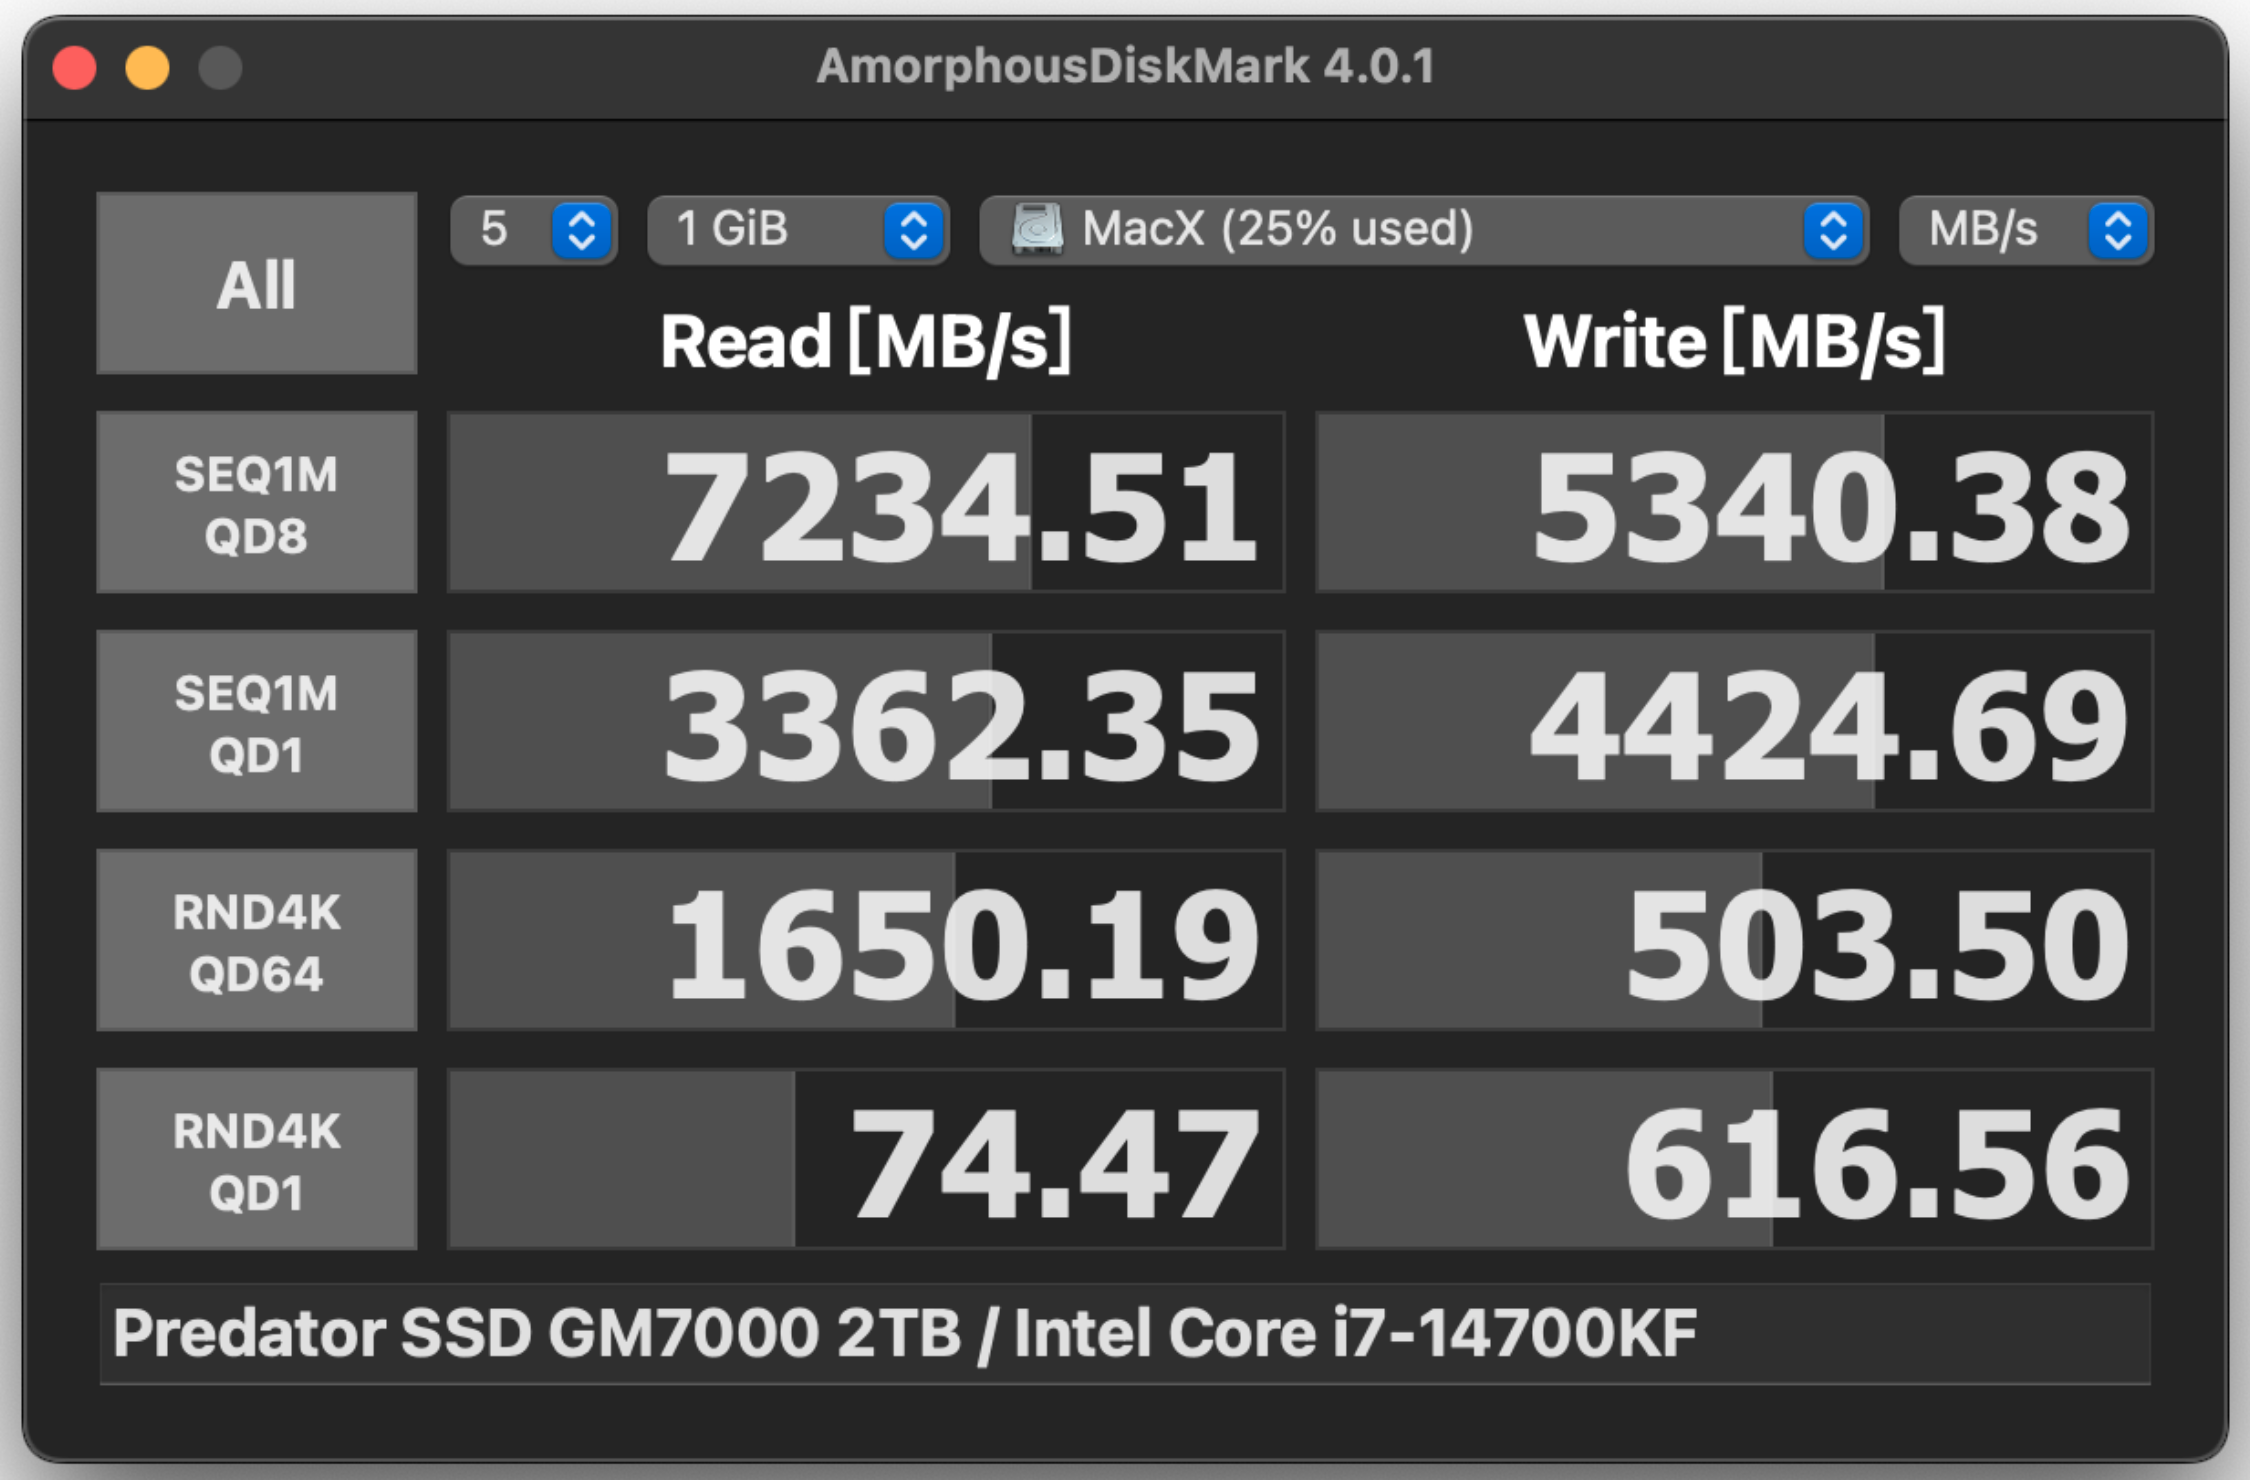 AmorphousDiskMark 4.0.1
All
5
1 GiB
MacX (25% used)
MB/s
Read [MB/s]
Write [MB/s]
SEQ1M
QD8
7234.51
5340.38
SEQ1M
QD1
3362.35
4424.69
RND4K
QD64
1650.19
503.50
RND4K
QD1
74.47
616.56
Predator SSD GM7000 2TB / Intel Core i7-14700KF